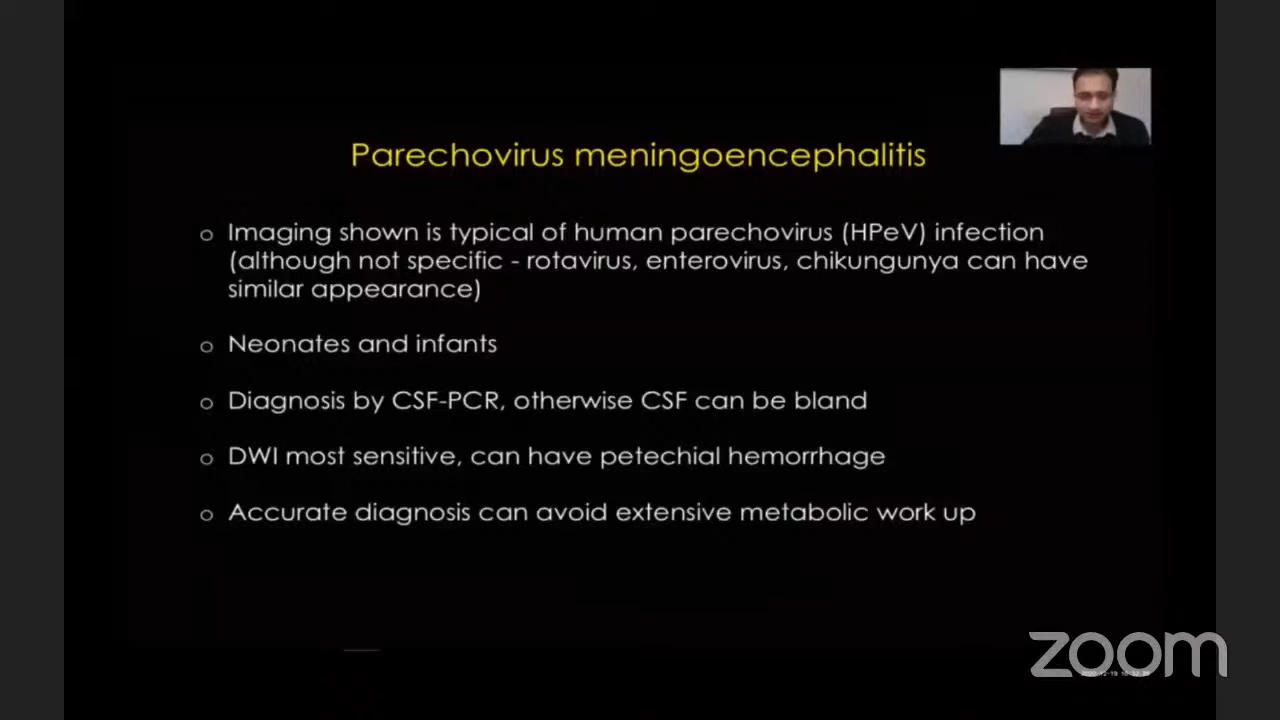 Parechovirus meningoencephalitis
o Imaging shown is typical of human parechovirus (HPeV) infection
(although not specific - rotavirus, enterovirus, chikungunya can have
similar appearance)
o Neonates and infants
o Diagnosis by CSF-PCR, otherwise CSF can be bland
o DWI most sensitive, can have petechial hemorrhage
o Accurate diagnosis can avoid extensive metabolic work up
zoom